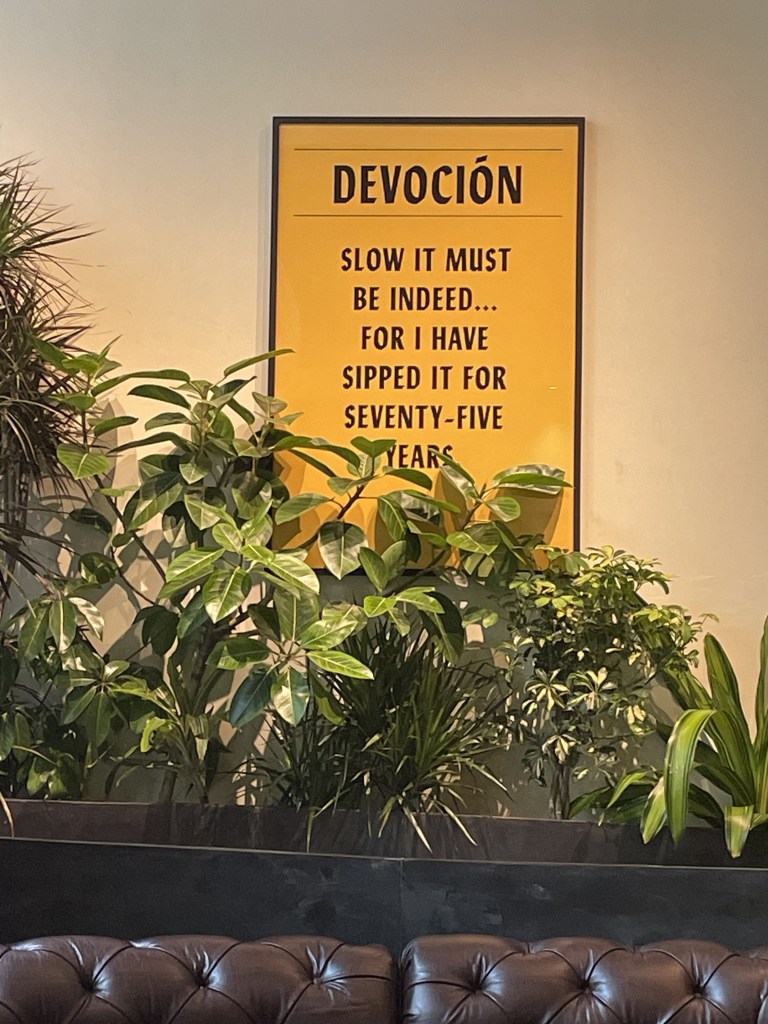 DEVOCIÓN
SLOW IT MUST
BE INDEED...
FOR I HAVE
SIPPED IT FOR
SEVENTY-FIVE
YEARS